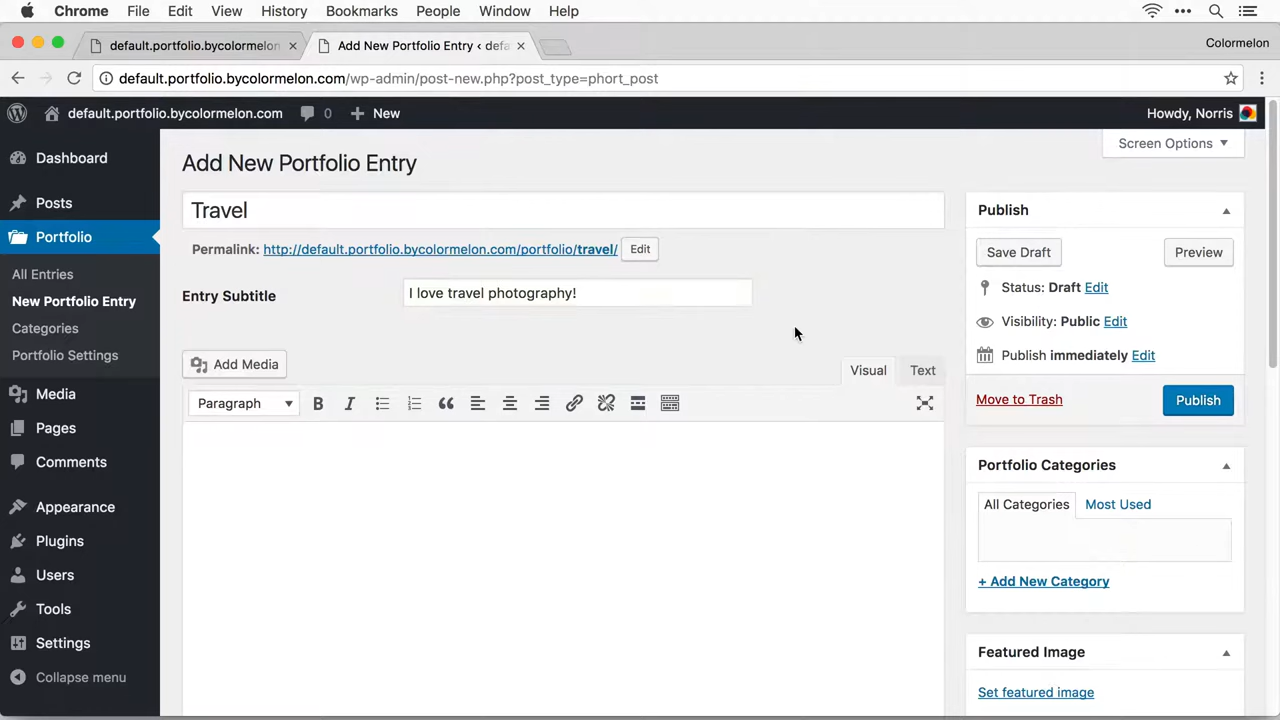 Chrome File Edit View History Bookmarks People Window Help
default.portfolio.bycolormelon
Add New Portfolio Entry ‹ defa
Colormelon
default.portfolio.bycolormelon.com/wp-admin/post-new.php?post_type=phort_post
default.portfolio.bycolormelon.com 0 + New Howdy, Norris
Screen Options
Dashboard
Posts
Portfolio
All Entries
New Portfolio Entry
Categories
Portfolio Settings
Media
Pages
Comments
Appearance
Plugins
Users
Tools
Settings
Collapse menu
Add New Portfolio Entry
Travel
Permalink: http://default.portfolio.bycolormelon.com/portfolio/travel/ Edit
Entry Subtitle I love travel photography!
Add Media
Visual Text
Paragraph B I
Publish
Save Draft Preview
Status: Draft Edit
Visibility: Public Edit
Publish immediately Edit
Move to Trash Publish
Portfolio Categories
All Categories Most Used
+ Add New Category
Featured Image
Set featured image